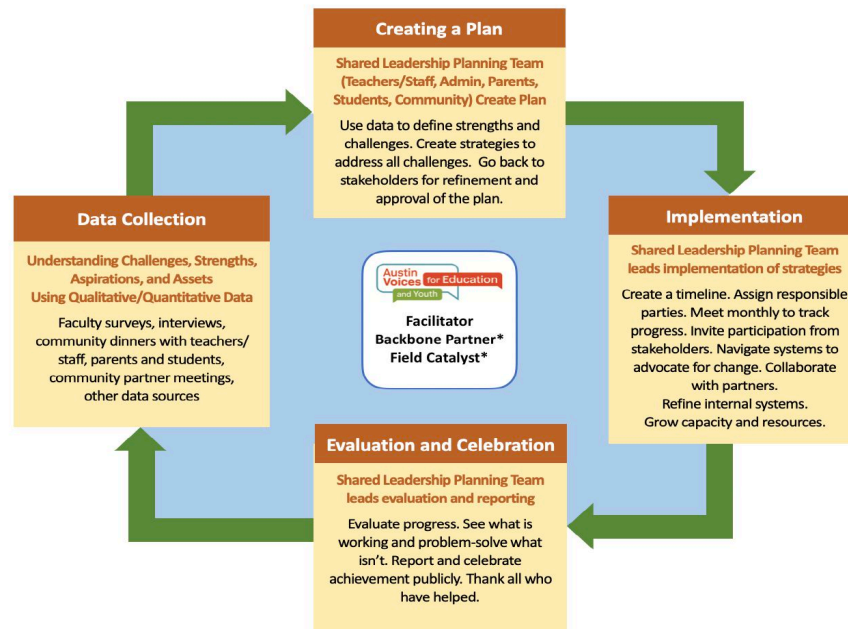 Creating a Plan
Shared Leadership Planning Team
(Teachers/Staff, Admin, Parents,
Students, Community) Create Plan
Use data to define strengths and
challenges. Create strategies to
address all challenges.  Go back to
stakeholders for refinement and
approval of the plan.
Data Collection
Understanding Challenges, Strengths,
Aspirations, and Assets
Using Qualitative/Quantitative Data
Faculty surveys, interviews,
community dinners with teachers/
staff, parents and students,
community partner meetings,
other data sources
Austin
Voices for Education
and Youth
Facilitator
Backbone Partner*
Field Catalyst*
Implementation
Shared Leadership Planning Team
leads implementation of strategies
Create a timeline. Assign responsible
parties. Meet monthly to track
progress. Invite participation from
stakeholders. Navigate systems to
advocate for change. Collaborate
with partners.
Refine internal systems.
Grow capacity and resources.
Evaluation and Celebration
Shared Leadership Planning Team
leads evaluation and reporting
Evaluate progress. See what is
working and problem-solve what
isn't. Report and celebrate
achievement publicly. Thank all who
have helped.